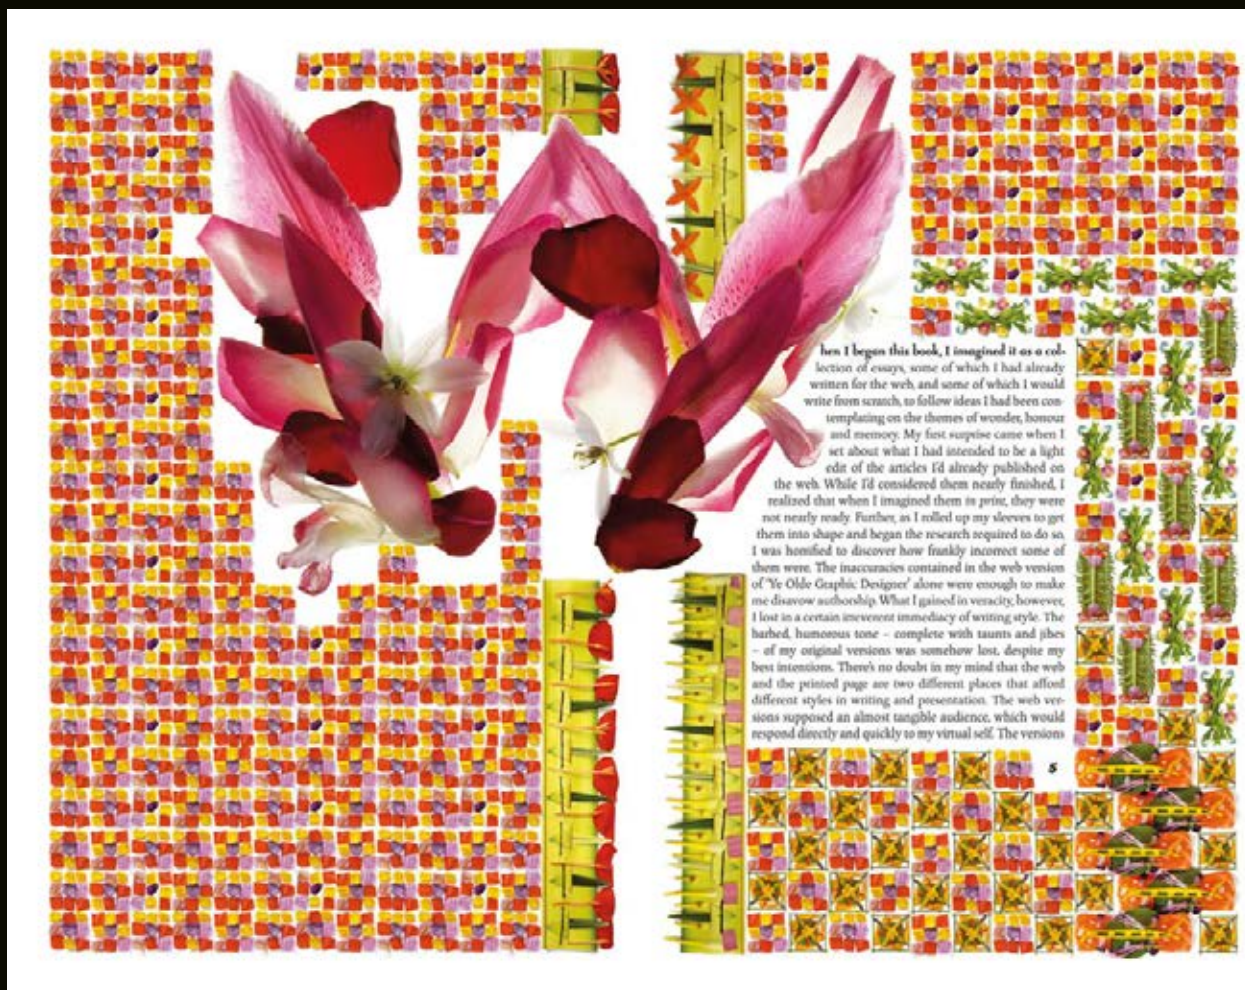 W
hen I began this book, I imagined it as a col-
lection of essays, some of which I had already
written for the web, and some of which I would
write from scratch, to follow ideas I had been con-
templating on the themes of wonder, honour
and memory. My first surprise came when I
set about what I had intended to be a light
edit of the articles I'd already published on
the web. While I'd considered them nearly finished, I
realized that when I imagined them in print, they were
not nearly ready. Further, as I rolled up my sleeves to get
them into shape and began the research required to do so,
I was horrified to discover how frankly incorrect some of
them were. The inaccuracies contained in the web version
of 'Ye Olde Graphic Designer' alone were enough to make
me disavow authorship. What I gained in veracity, however,
I lost in a certain irreverent immediacy of writing style. The
barbed, humorous tone – complete with taunts and jibes
– of my original versions was somehow lost, despite my
best intentions. There's no doubt in my mind that the web
and the printed page are two different places that afford
different styles in writing and presentation. The web ver-
sions supposed an almost tangible audience, which would
respond directly and quickly to my virtual self. The versions
5